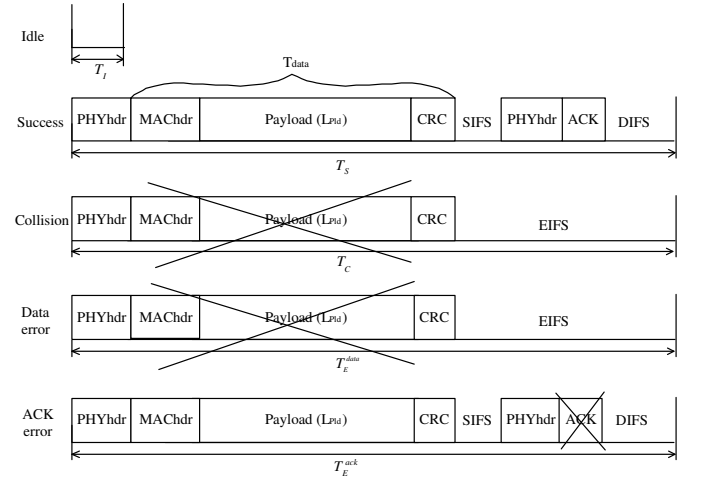 Idle
T_I
T_data
Success PHYhdr MAChdr Payload (L_Pld) CRC SIFS PHYhdr ACK DIFS
T_S
Collision PHYhdr MAChdr Payload (L_Pld) CRC EIFS
T_C
Data error PHYhdr MAChdr Payload (L_Pld) CRC EIFS
T_E^data
ACK error PHYhdr MAChdr Payload (L_Pld) CRC SIFS PHYhdr ACK DIFS
T_E^ack